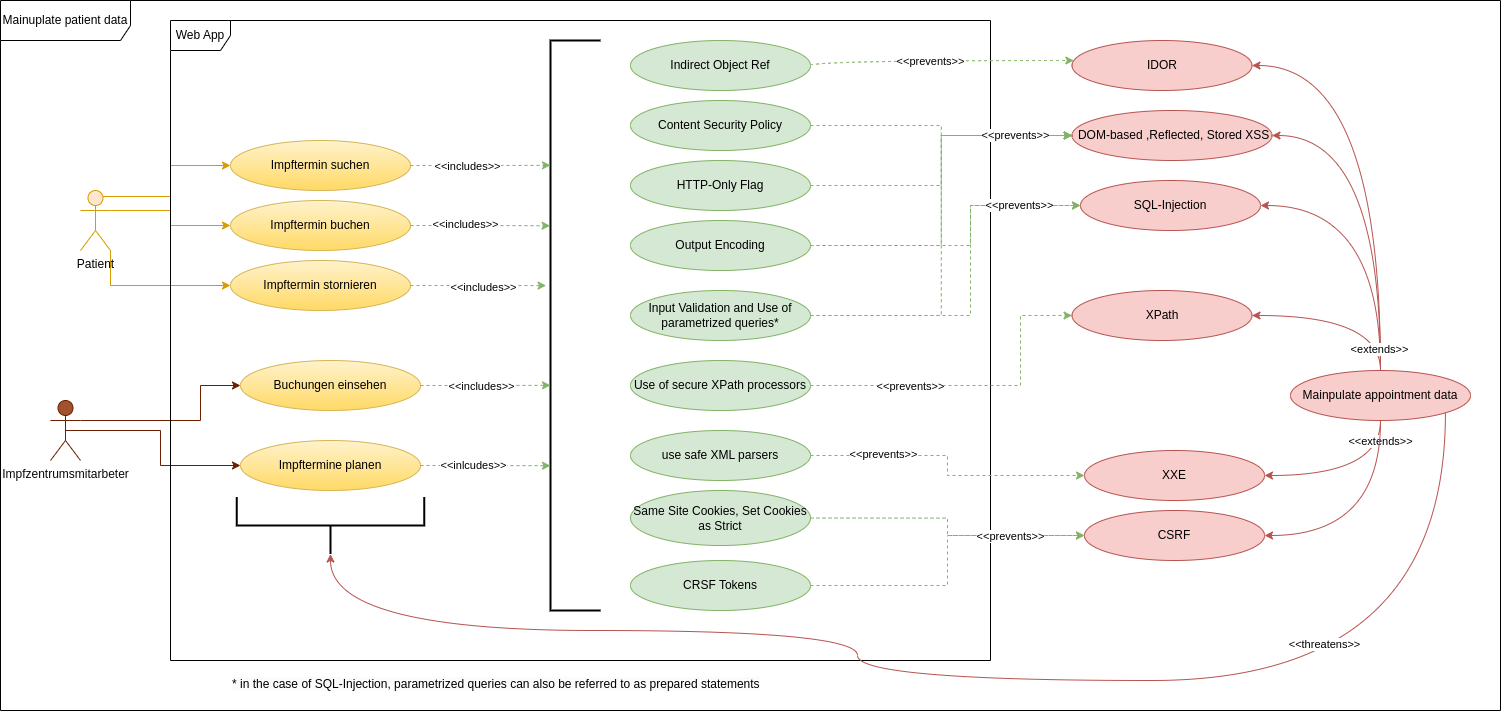 Mainuplate patient data
Web App
Indirect Object Ref
<<prevents>>
IDOR
Content Security Policy
<<prevents>>
DOM-based ,Reflected, Stored XSS
Impftermin suchen
<<includes>>
HTTP-Only Flag
<<prevents>>
SQL-Injection
Impftermin buchen
<<includes>>
Output Encoding
Patient
Impftermin stornieren
<<includes>>
Input Validation and Use of
parametrized queries*
XPath
<extends>>
Buchungen einsehen
<<includes>>
Use of secure XPath processors
<<prevents>>
Mainpulate appointment data
<<extends>>
Impfzentrumsmitarbeter
Impftermine planen
<<inlcudes>>
use safe XML parsers
<<prevents>>
XXE
Same Site Cookies, Set Cookies
as Strict
<<prevents>>
CSRF
CRSF Tokens
<<threatens>>
* in the case of SQL-Injection, parametrized queries can also be referred to as prepared statements